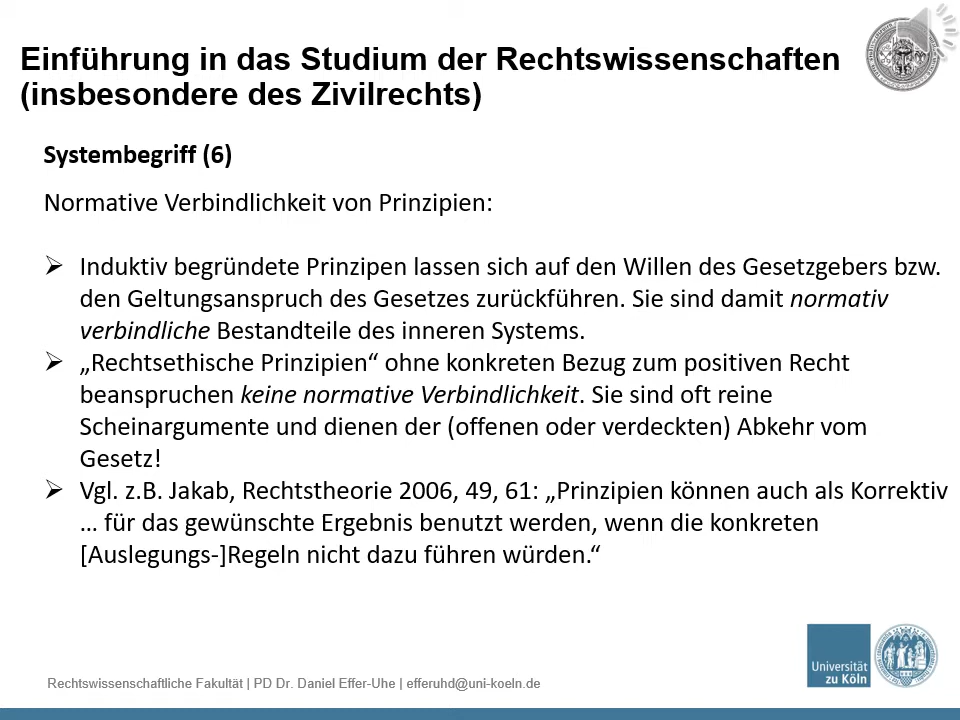 Einführung in das Studium der Rechtswissenschaften
(insbesondere des Zivilrechts)
Systembegriff (6)
Normative Verbindlichkeit von Prinzipien:
➢ Induktiv begründete Prinzipen lassen sich auf den Willen des Gesetzgebers bzw.
den Geltungsanspruch des Gesetzes zurückführen. Sie sind damit normativ
verbindliche Bestandteile des inneren Systems.
➢ „Rechtsethische Prinzipien“ ohne konkreten Bezug zum positiven Recht
beanspruchen keine normative Verbindlichkeit. Sie sind oft reine
Scheinargumente und dienen der (offenen oder verdeckten) Abkehr vom
Gesetz!
➢ Vgl. z.B. Jakab, Rechtstheorie 2006, 49, 61: „Prinzipien können auch als Korrektiv
… für das gewünschte Ergebnis benutzt werden, wenn die konkreten
[Auslegungs-]Regeln nicht dazu führen würden.“
Universität
zu Köln
Rechtswissenschaftliche Fakultät | PD Dr. Daniel Effer-Uhe | efferuhd@uni-koeln.de